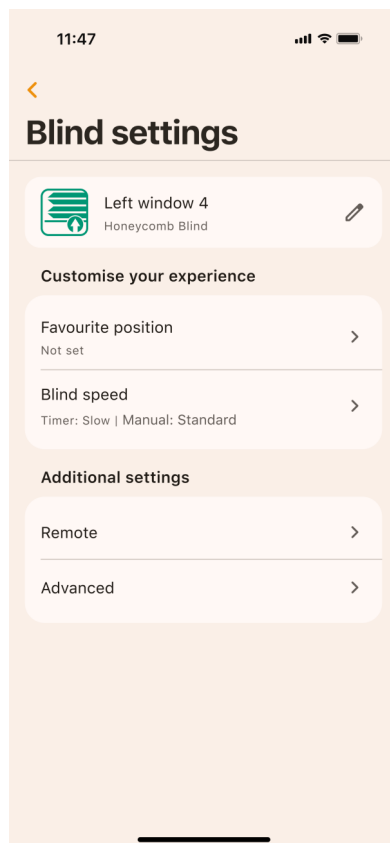 11:47
Blind settings
Left window 4
Honeycomb Blind
Customise your experience
Favourite position
Not set
Blind speed
Timer: Slow | Manual: Standard
Additional settings
Remote
Advanced